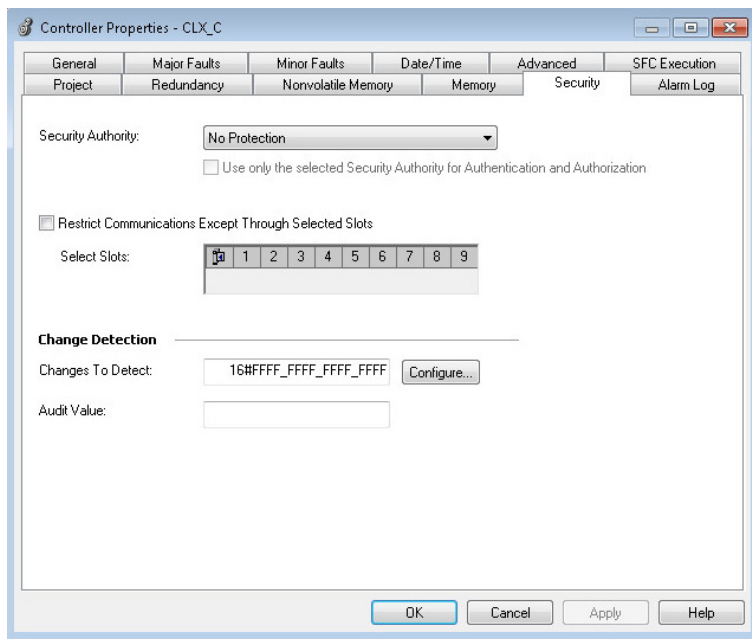 Controller Properties - CLX_C
General Major Faults Minor Faults Date/Time Advanced SFC Execution
Project Redundancy Nonvolatile Memory Memory Security Alarm Log
Security Authority: No Protection
Use only the selected Security Authority for Authentication and Authorization
Restrict Communications Except Through Selected Slots
Select Slots: 1 2 3 4 5 6 7 8 9
Change Detection
Changes To Detect: 16#FFFF_FFFF_FFFF_FFFF Configure...
Audit Value:
OK Cancel Apply Help